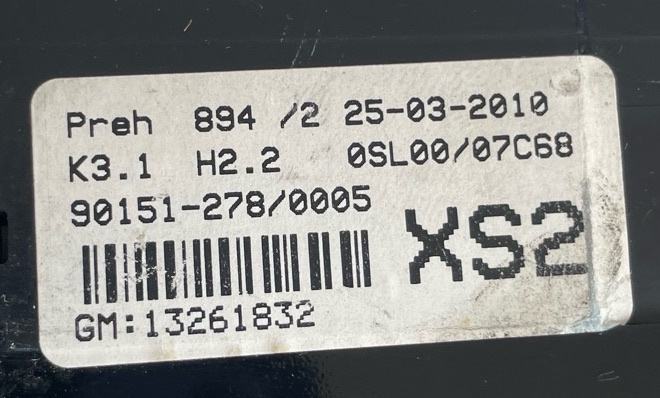 Preh 894 /2 25-03-2010
K3.1 H2.2 0SL00/07C68
90151-278/0005
XS2
GM:13261832